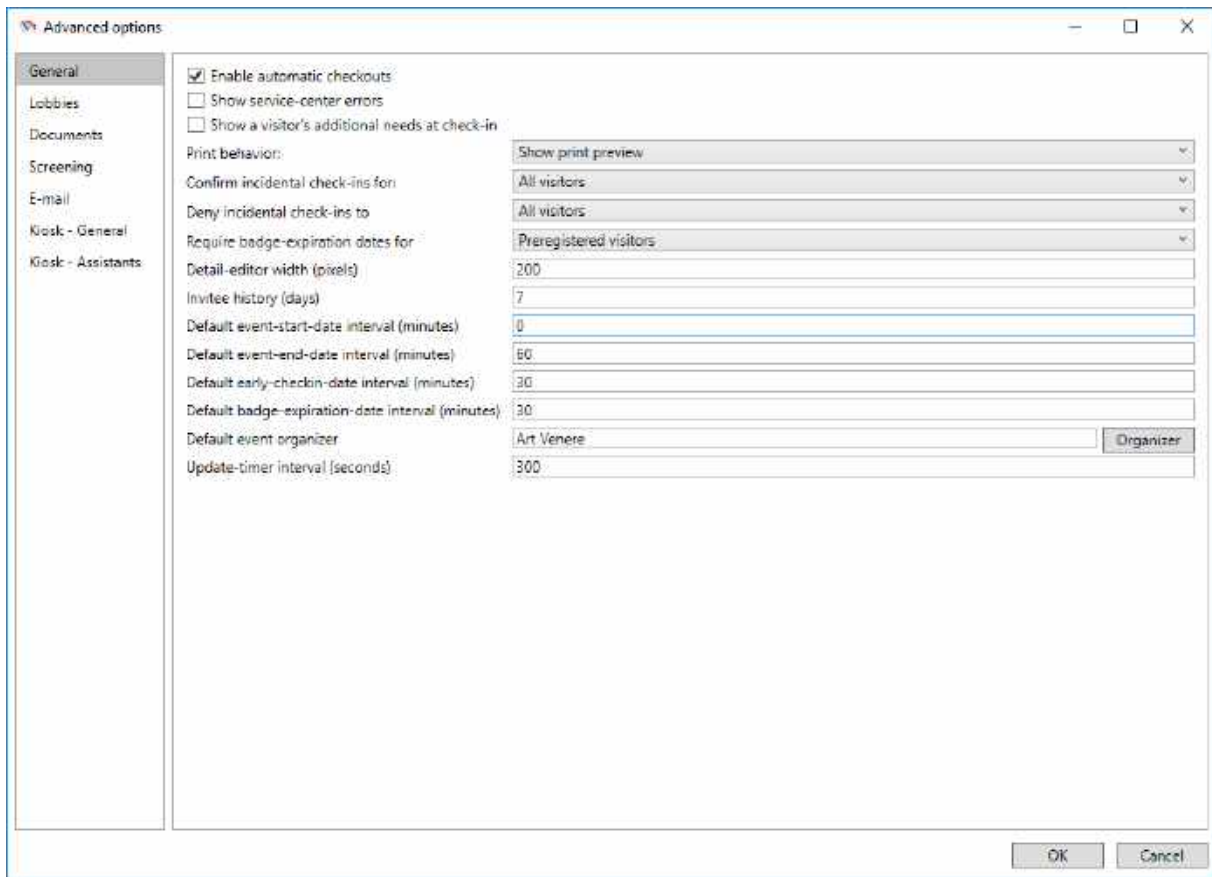 Advanced options
General
Lobbies
Documents
Screening
E-mail
Kiosk - General
Kiosk - Assistants
Enable automatic checkouts
Show service-center errors
Show a visitor's additional needs at check-in
Print behavior: Show print preview
Confirm incidental check-ins for: All visitors
Deny incidental check-ins to All visitors
Require badge-expiration dates for Preregistered visitors
Detail-editor width (pixels) 200
Invitee history (days) 7
Default event-start-date interval (minutes) 0
Default event-end-date interval (minutes) 60
Default early-checkin-date interval (minutes) 30
Default badge-expiration-date interval (minutes) 30
Default event organizer Art Venere Organizer
Update-timer interval (seconds) 300
OK Cancel